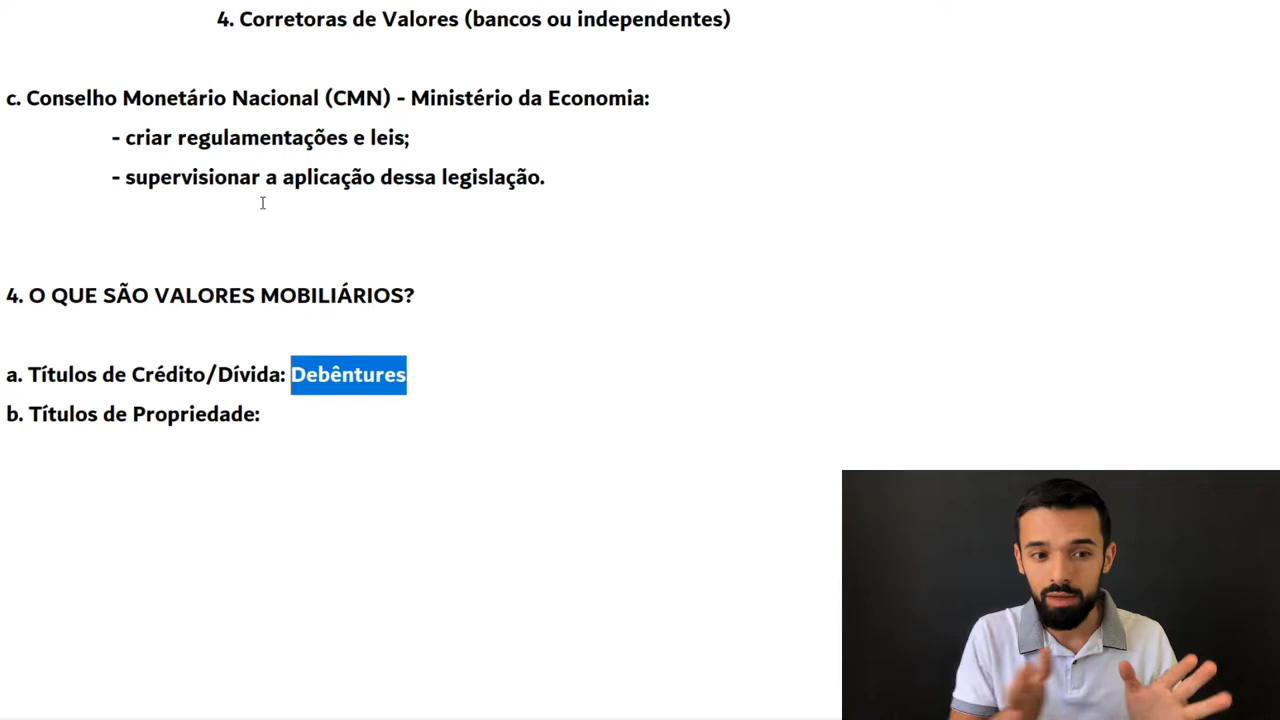 4. Corretoras de Valores (bancos ou independentes)
c. Conselho Monetário Nacional (CMN) - Ministério da Economia:
- criar regulamentações e leis;
- supervisionar a aplicação dessa legislação.
4. O QUE SÃO VALORES MOBILIÁRIOS?
a. Títulos de Crédito/Dívida: Debêntures
b. Títulos de Propriedade: